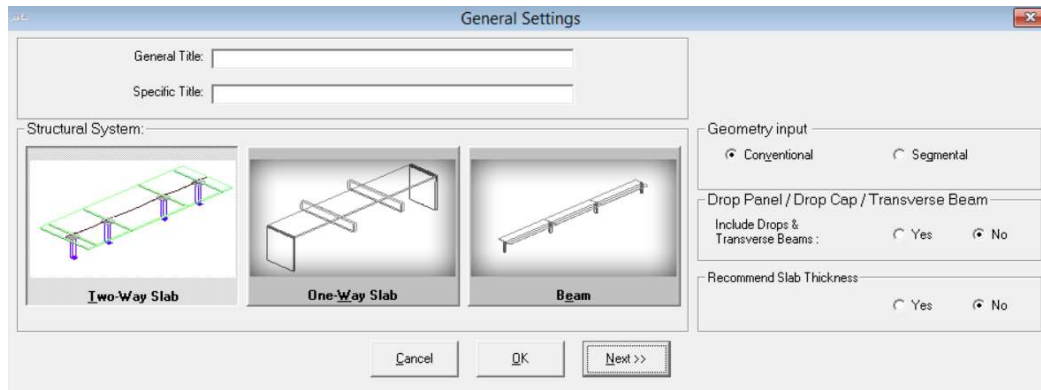 General Settings
General Title:
Specific Title:
Structural System:
Two-Way Slab
One-Way Slab
Beam
Geometry input
Conventional
Segmental
Drop Panel / Drop Cap / Transverse Beam
Include Drops &
Transverse Beams :
Yes
No
Recommend Slab Thickness
Yes
No
Cancel
OK
Next >>